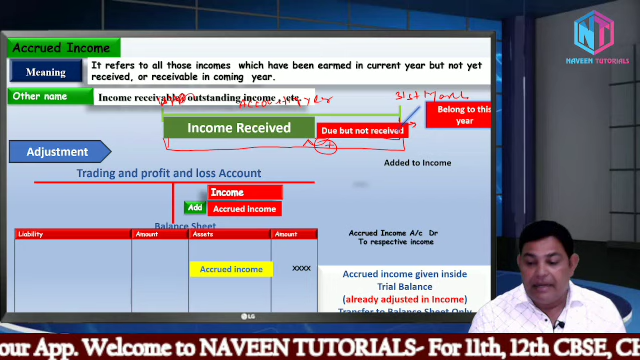 Accrued Income
NT
NAVEEN TUTORIALS
Meaning
It refers to all those incomes which have been earned in current year but not yet
received, or receivable in coming year.
Other name
Income receivable, outstanding income , etc
Account year
31st March
Income Received
Due but not received
Belong to this
year
Adjustment
Added to Income
Trading and profit and loss Account
Income
Add
Accrued Income
Balance Sheet
Liability
Amount
Assets
Amount
Accrued Income A/c Dr
To respective income
Accrued income
XXXX
Accrued income given inside
Trial Balance
(already adjusted in Income)
Transfer to Balance Sheet Only
LG
our App. Welcome to NAVEEN TUTORIALS- For 11th, 12th CBSE,